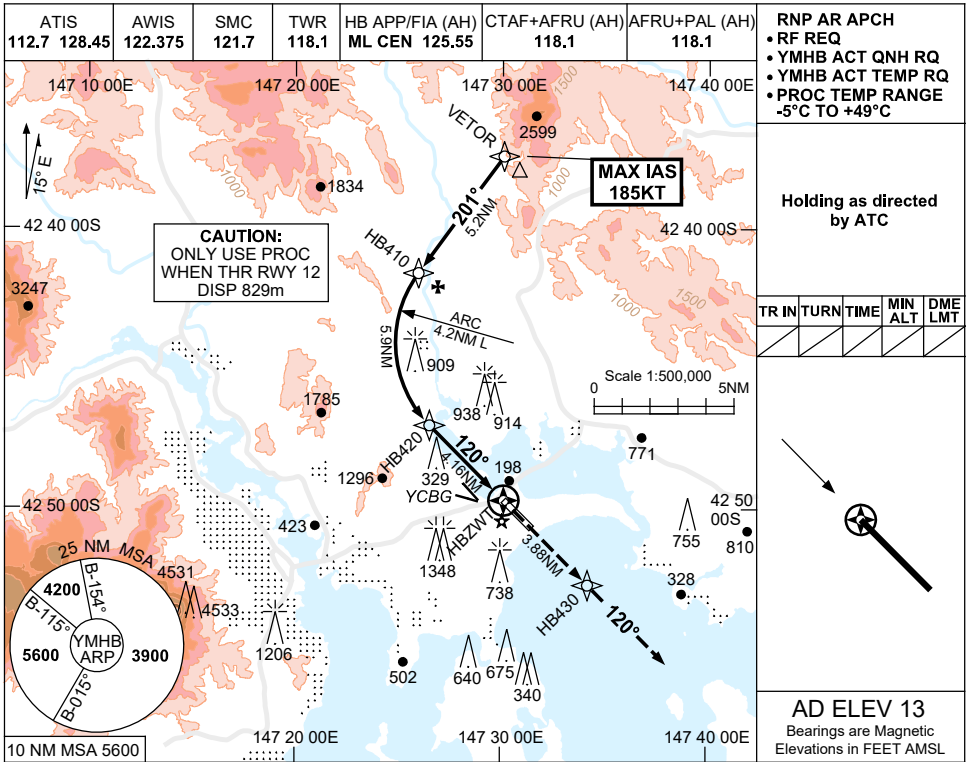 ATIS
112.7 128.45
AWIS
122.375
SMC
121.7
TWR
118.1
HB APP/FIA (AH)
ML CEN 125.55
CTAF+AFRU (AH)
118.1
AFRU+PAL (AH)
118.1
RNP AR APCH
• RF REQ
• YMHB ACT QNH RQ
• YMHB ACT TEMP RQ
• PROC TEMP RANGE
-5°C TO +49°C
147 10 00E
147 20 00E
147 30 00E
147 40 00E
1500
VETOR
2599
15° E
1000
1834
1000
MAX IAS
185KT
Holding as directed
by ATC
201°
5.2NM
42 40 00S
42 40 00S
CAUTION:
ONLY USE PROC
WHEN THR RWY 12
DISP 829m
HB410
3247
1500
1000
TR IN
TURN
TIME
MIN
ALT
DME
LMT
ARC
4.2NM L
5.9NM
909
Scale 1:500,000
0
5NM
938
914
1785
HB420
120°
4.16NM
771
329
198
1296
YCBG
HBZWT
42 50 00S
42 50
00S
423
3.88NM
755
810
1348
738
328
25 NM MSA
4531
4533
4200
B-154°
B-115°
YMHB
ARP
5600
3900
B-015°
HB430
120°
1206
502
640
675
340
10 NM MSA 5600
147 20 00E
147 30 00E
147 40 00E
AD ELEV 13
Bearings are Magnetic
Elevations in FEET AMSL